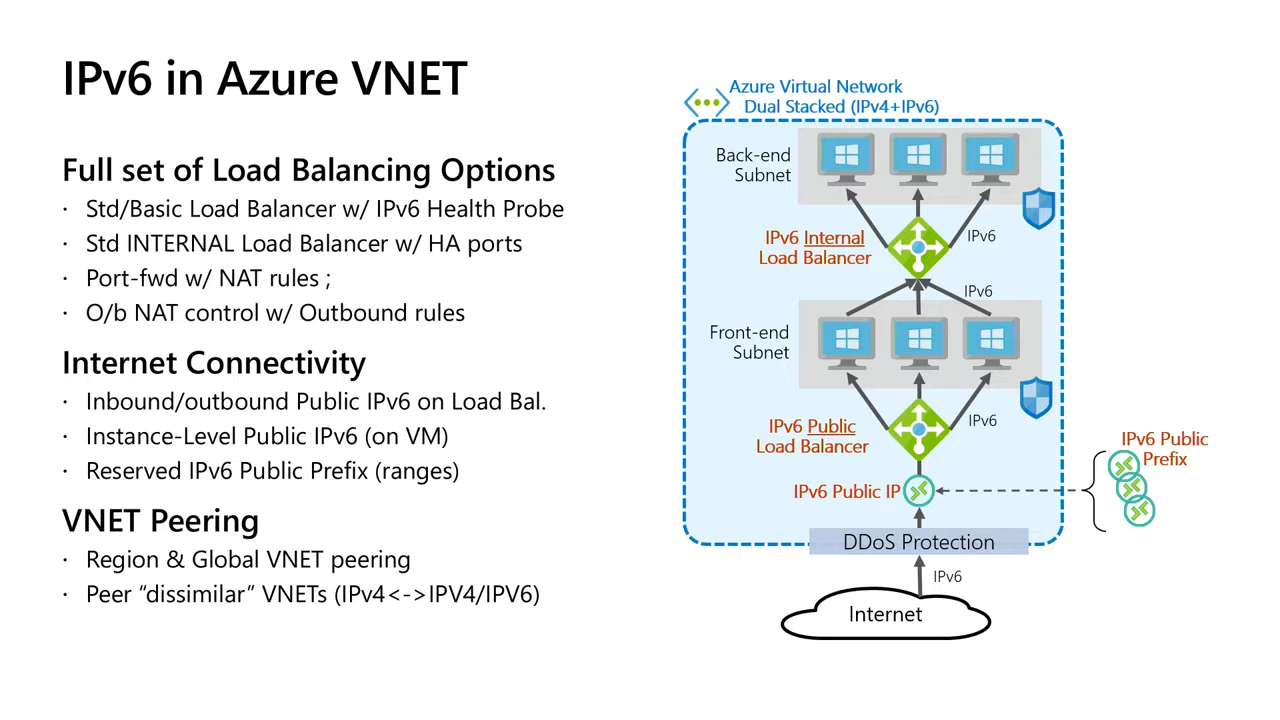 IPv6 in Azure VNET
Full set of Load Balancing Options
· Std/Basic Load Balancer w/ IPv6 Health Probe
· Std INTERNAL Load Balancer w/ HA ports
· Port-fwd w/ NAT rules ;
· O/b NAT control w/ Outbound rules
Internet Connectivity
· Inbound/outbound Public IPv6 on Load Bal.
· Instance-Level Public IPv6 (on VM)
· Reserved IPv6 Public Prefix (ranges)
VNET Peering
· Region & Global VNET peering
· Peer "dissimilar" VNETs (IPv4<->IPV4/IPV6)
Azure Virtual Network
Dual Stacked (IPv4+IPv6)
Back-end
Subnet
IPv6 Internal
Load Balancer
IPv6
IPv6
Front-end
Subnet
IPv6 Public
Load Balancer
IPv6
IPv6 Public IP
IPv6 Public
Prefix
DDoS Protection
IPv6
Internet